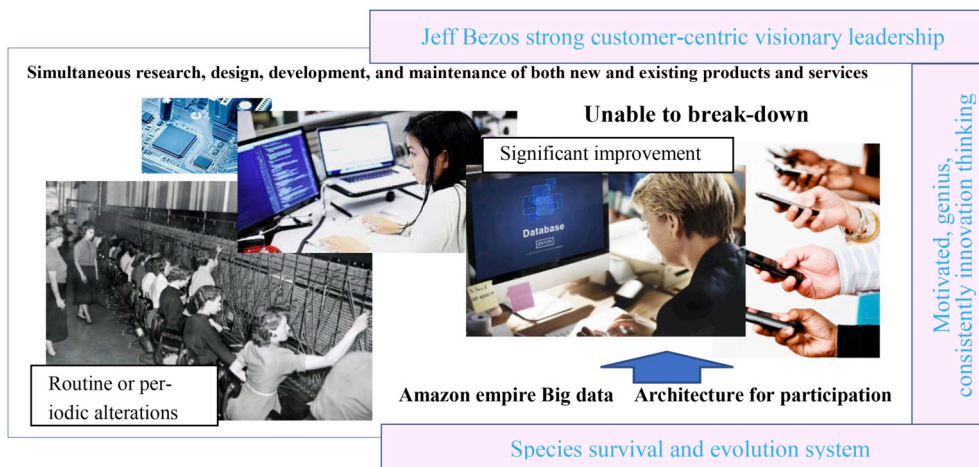 Jeff Bezos strong customer-centric visionary leadership
Simultaneous research, design, development, and maintenance of both new and existing products and services
Unable to break-down
Significant improvement
Database
ENTER
Routine or per-
iodic alterations
Amazon empire Big data
Architecture for participation
Motivated, genius,
consistently innovation thinking
Species survival and evolution system